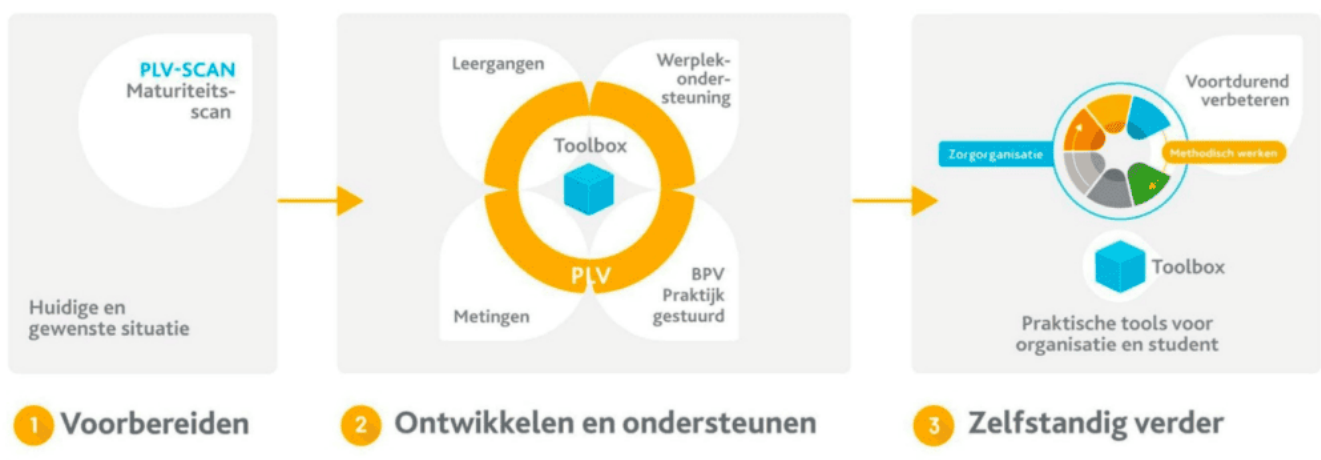 PLV-SCAN
Maturiteits-
scan
Huidige en
gewenste situatie
1 Voorbereiden
Leergangen
Werplek-
onder-
steuning
Toolbox
PLV
Metingen
BPV
Praktijk
gestuurd
2 Ontwikkelen en ondersteunen
Voortdurend
verbeteren
Zorgorganisatie
Methodisch werken
Toolbox
Praktische tools voor
organisatie en student
3 Zelfstandig verder